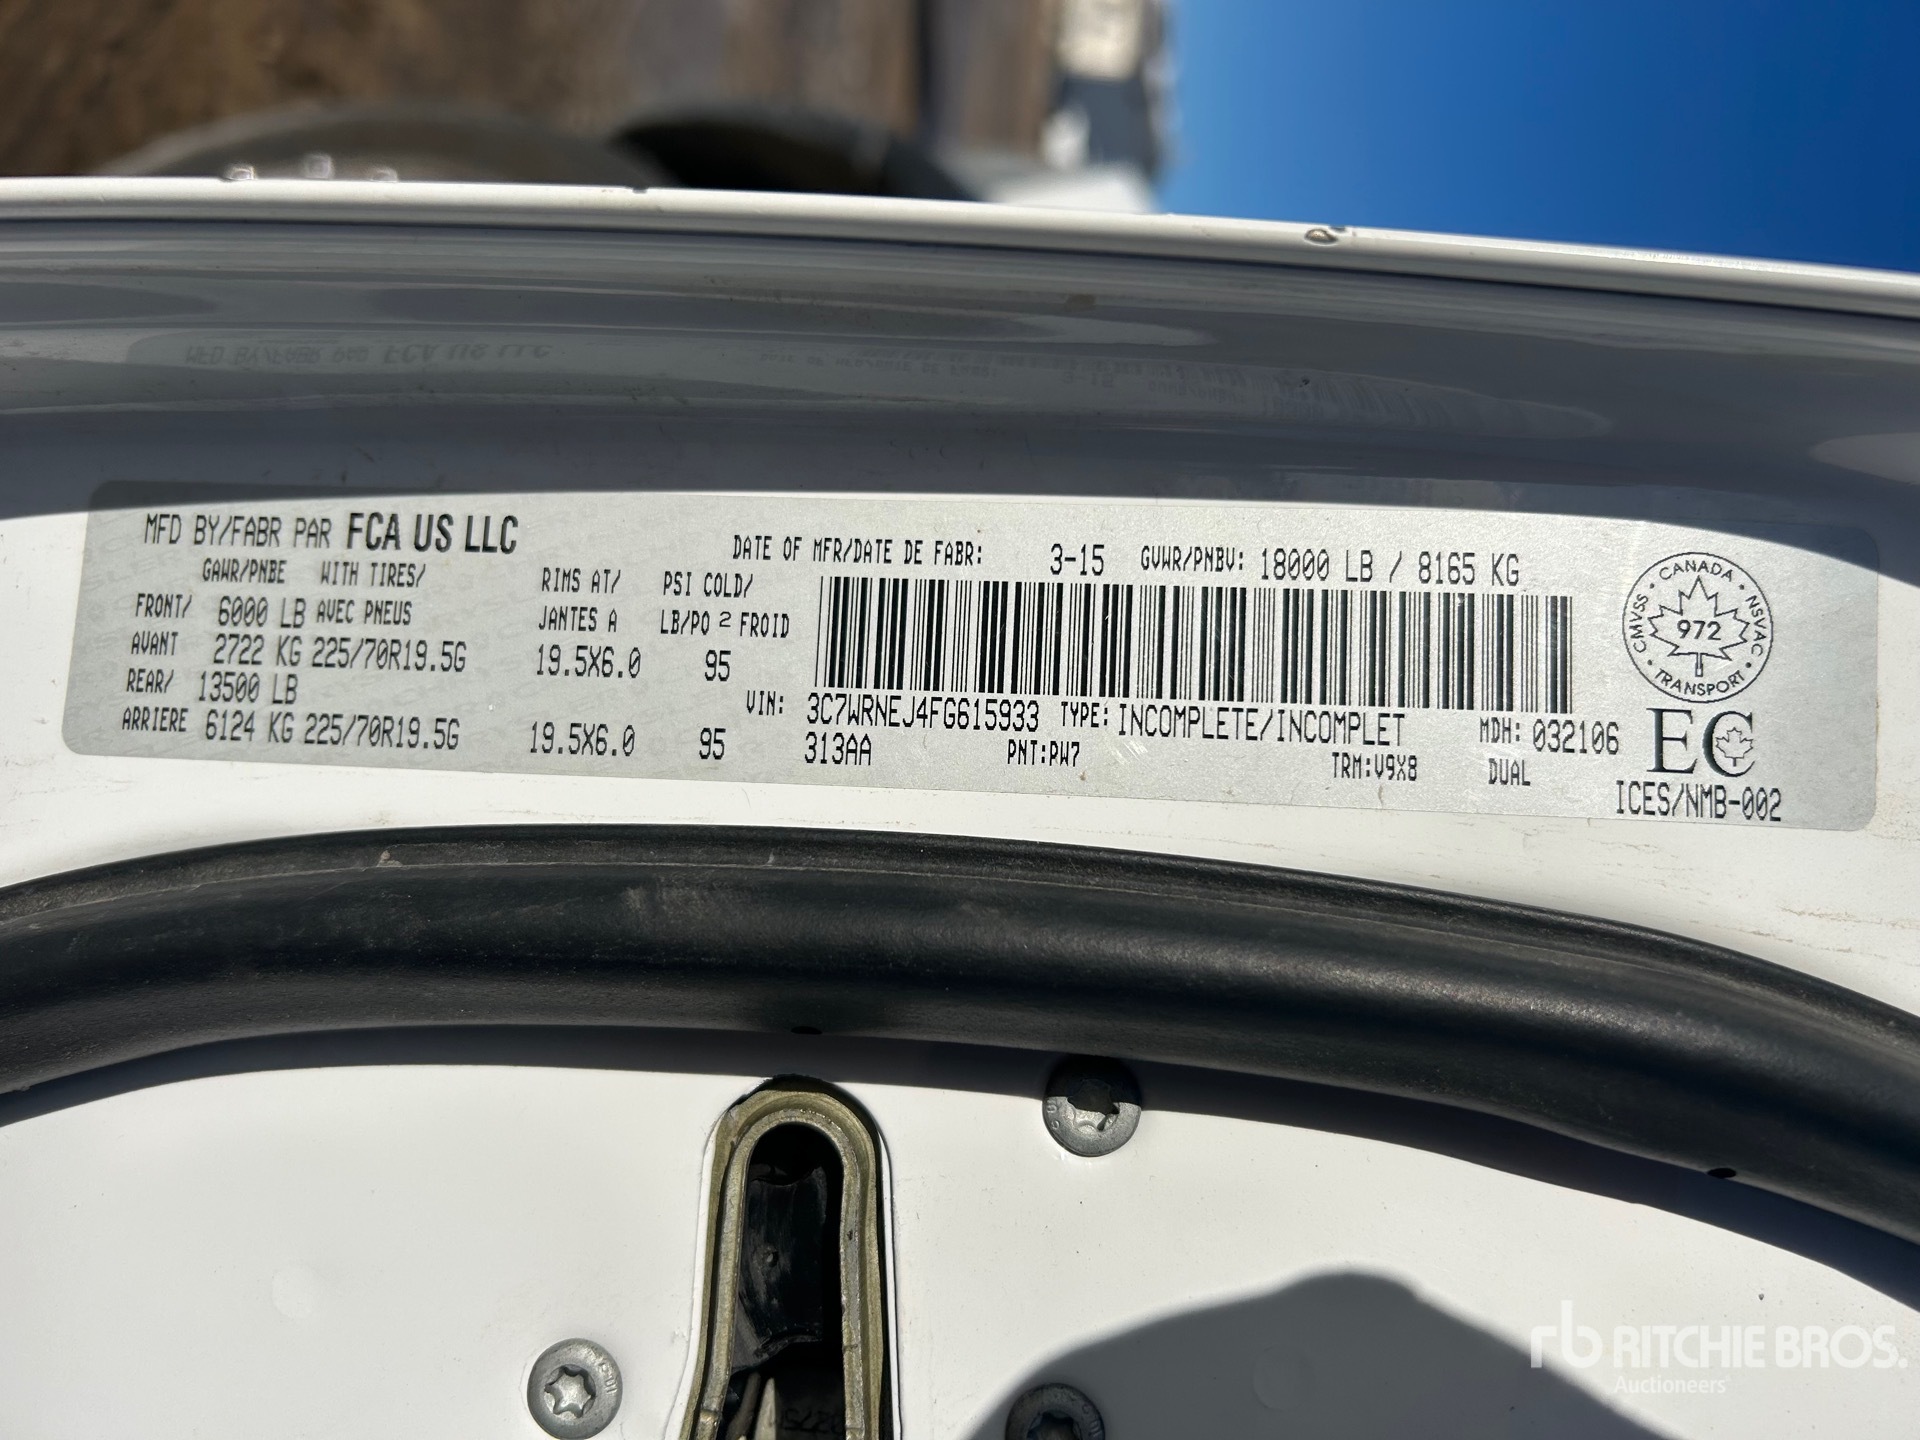 MFD BY/FABR PAR FCA US LLC
DATE OF MFR/DATE DE FABR: 3-15 GVWR/PNBV: 18000 LB / 8165 KG
GAWR/PNBE WITH TIRES/ RIMS AT/ PSI COLD/
FRONT/ 6000 LB AVEC PNEUS JANTES A LB/PO 2 FROID
AVANT 2722 KG 225/70R19.5G 19.5X6.0 95
REAR/ 13500 LB
ARRIERE 6124 KG 225/70R19.5G 19.5X6.0 95
VIN: 3C7WRNEJ4FG615933 TYPE: INCOMPLETE/INCOMPLET MDH: 032106
313AA PNT:PW7 TRM:V9X8 DUAL
CANADA
CMVSS 972 NSVAC
TRANSPORT
EC
ICES/NMB-002
rb RITCHIE BROS.
Auctioneers